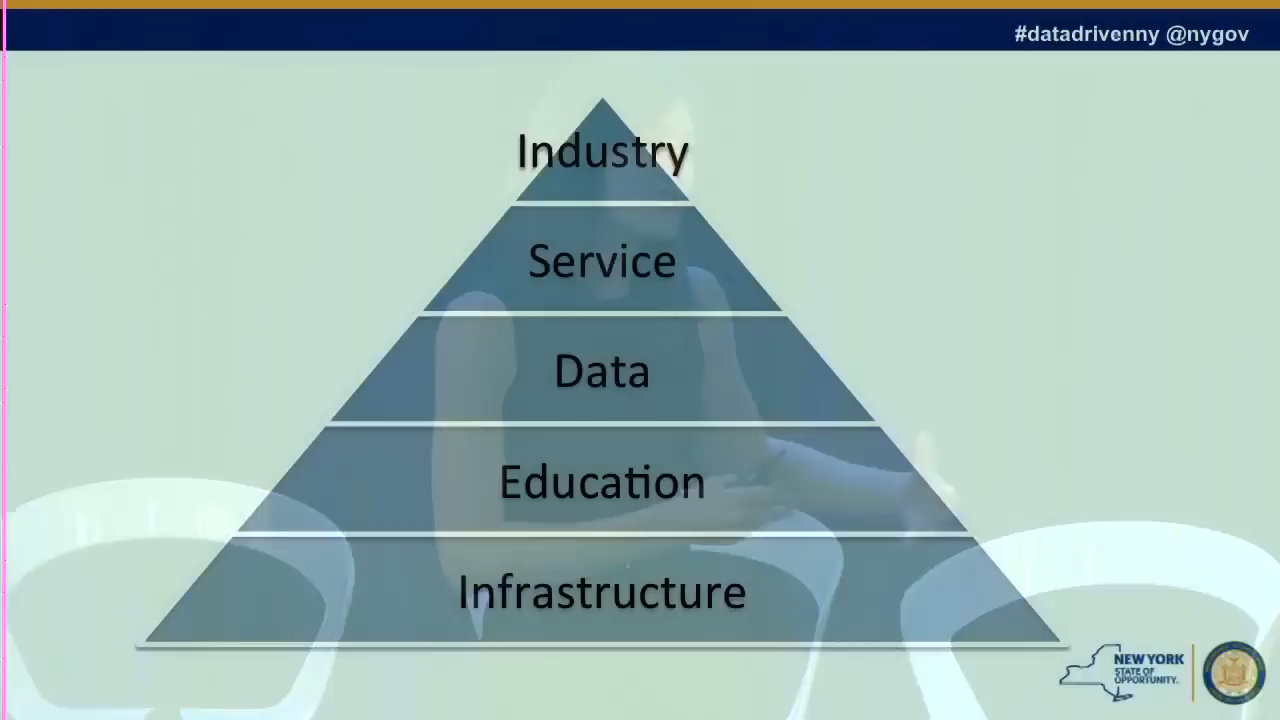 #datadrivenny @nygov
Industry
Service
Data
Education
Infrastructure
NEW YORK
STATE OF
OPPORTUNITY.